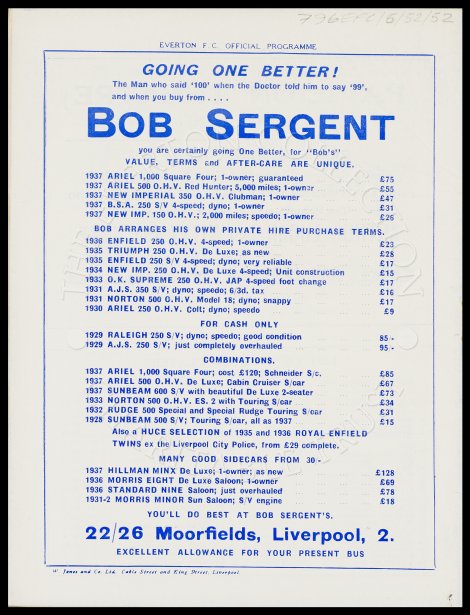 796EFC/5/52/52
EVERTON F.C. OFFICIAL PROGRAMME
GOING ONE BETTER!
The Man who said '100' when the Doctor told him to say '99',
and when you buy from . . . .
BOB SERGENT
you are certainly going One Better, for "Bob's"
VALUE, TERMS and AFTER-CARE ARE UNIQUE.
1937 ARIEL 1,000 Square Four; 1-owner; guaranteed £75
1937 ARIEL 500 O.H.V. Red Hunter; 5,000 miles; 1-owner £55
1937 NEW IMPERIAL 350 O.H.V. Clubman; 1-owner £47
1937 B.S.A. 250 S/V 4-speed; dyno; 1-owner £31
1937 NEW IMP. 150 O.H.V.; 2,000 miles; speedo; 1-owner £26
BOB ARRANGES HIS OWN PRIVATE HIRE PURCHASE TERMS.
1936 ENFIELD 250 O.H.V. 4-speed; 1-owner £23
1935 TRIUMPH 250 O.H.V. De Luxe; as new £28
1935 ENFIELD 250 S/V 4-speed; dyno; very reliable £17
1934 NEW IMP. 250 O.H.V. De Luxe 4-speed; Unit construction £15
1933 O.K. SUPREME 250 O.H.V. JAP 4-speed foot change £17
1931 A.J.S. 350 S/V; dyno; speedo; 6/3d. tax £16
1931 NORTON 500 O.H.V. Model 18; dyno; snappy £17
1930 ARIEL 250 O.H.V. Colt; dyno; speedo £9
FOR CASH ONLY
1929 RALEIGH 250 S/V; dyno; speedo; good condition 85/-
1929 A.J.S. 250 S/V; just completely overhauled 95/-
COMBINATIONS.
1937 ARIEL 1,000 Square Four; cost £120; Schneider S/c. £85
1937 ARIEL 500 O.H.V. De Luxe; Cabin Cruiser S/car £67
1937 SUNBEAM 600 S/V with beautiful De Luxe 2-seater £73
1933 NORTON 500 O.H.V. ES. 2 with Touring S/car £34
1932 RUDGE 500 Special and Special Rudge Touring S/car £31
1928 SUNBEAM 500 S/V; Touring S/car, all as 1937 £15
Also a HUGE SELECTION of 1935 and 1936 ROYAL ENFIELD
TWINS ex the Liverpool City Police, from £29 complete.
MANY GOOD SIDECARS FROM 30/-
1937 HILLMAN MINX De Luxe; 1-owner; as new £128
1936 MORRIS EIGHT De Luxe Saloon; 1-owner £69
1936 STANDARD NINE Saloon; just overhauled £78
1931-2 MORRIS MINOR Sun Saloon; S/V engine £18
YOU'LL DO BEST AT BOB SERGENT'S.
22/26 Moorfields, Liverpool, 2.
EXCELLENT ALLOWANCE FOR YOUR PRESENT BUS
W. Jones and Co. Ltd. Cable Street and King Street, Liverpool.